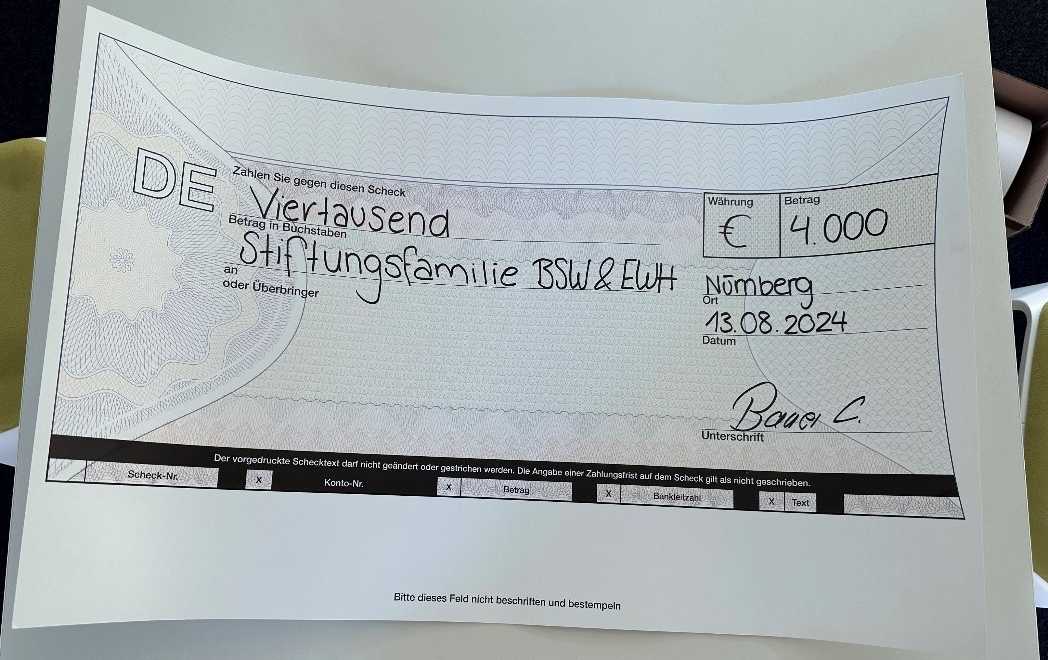 DE
Zahlen Sie gegen diesen Scheck
Viertausend
Betrag in Buchstaben
Stiftungsfamilie BSW & EWH
an
oder Überbringer
Währung
€
Betrag
4.000
Nürnberg
Ort
13.08.2024
Datum
Bauer C.
Unterschrift
Der vorgedruckte Schecktext darf nicht geändert oder gestrichen werden. Die Angabe einer Zahlungsfrist auf dem Scheck gilt als nicht geschrieben.
Scheck-Nr. X Konto-Nr. X Betrag X Bankleitzahl X Text
Bitte dieses Feld nicht beschriften und bestempeln